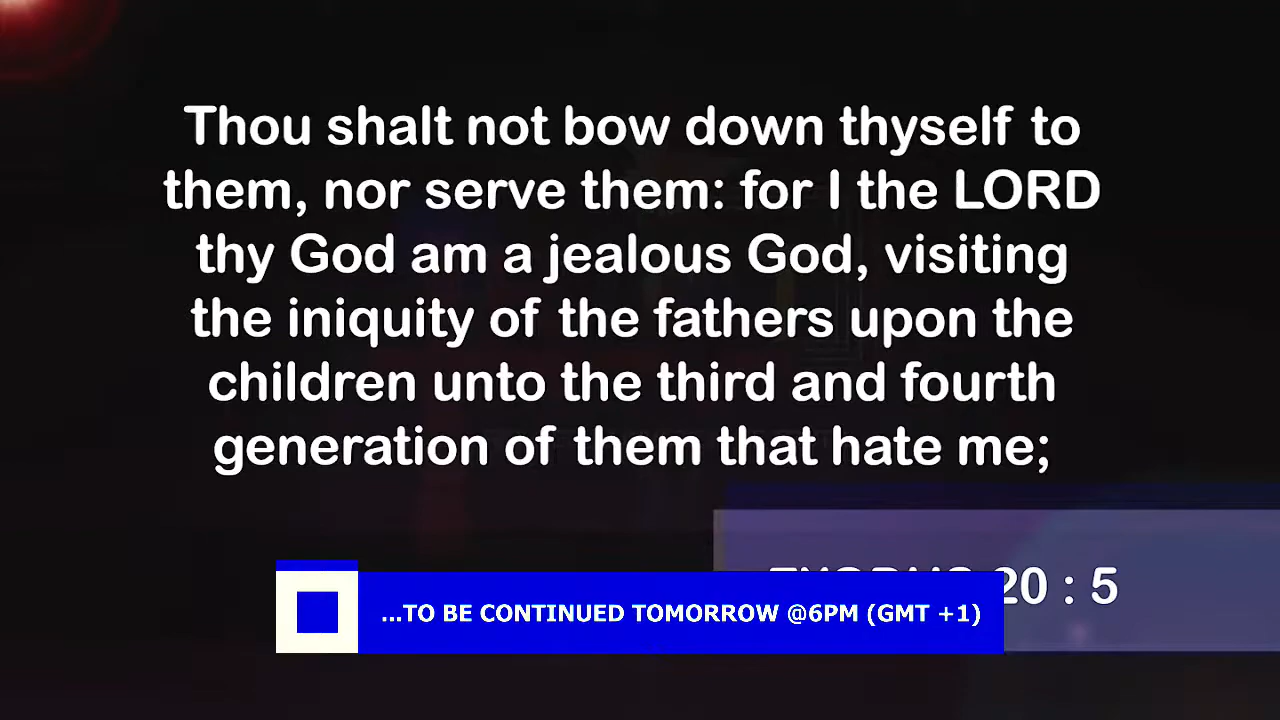 Thou shalt not bow down thyself to
them, nor serve them: for I the LORD
thy God am a jealous God, visiting
the iniquity of the fathers upon the
children unto the third and fourth
generation of them that hate me;
EXODUS 20 : 5
...TO BE CONTINUED TOMORROW @6PM (GMT +1)